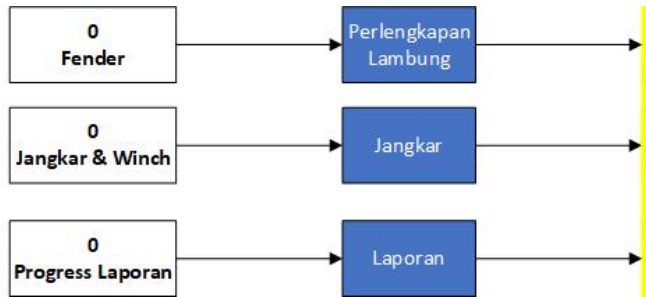 0
Fender
Perlengkapan
Lambung
0
Jangkar & Winch
Jangkar
0
Progress Laporan
Laporan